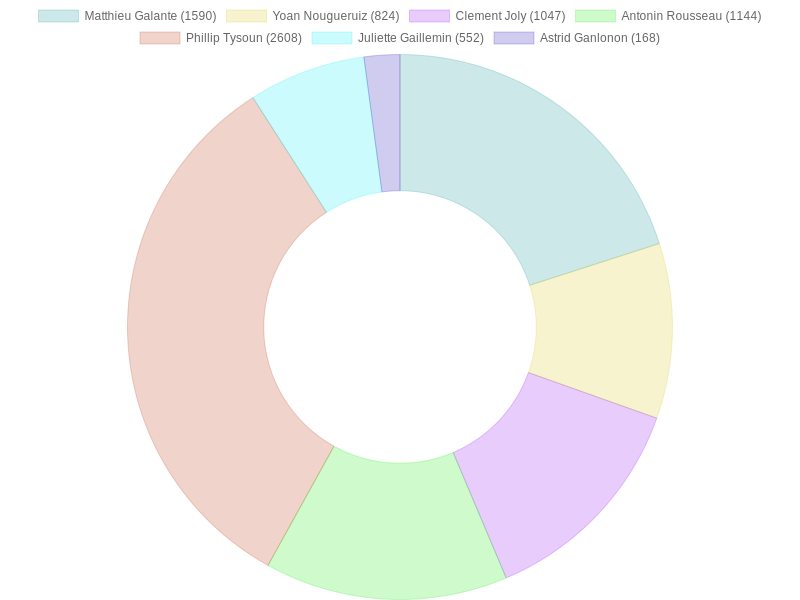 Matthieu Galante (1590) Yoan Nougueruiz (824) Clement Joly (1047) Antonin Rousseau (1144)
Phillip Tysoun (2608) Juliette Gaillemin (552) Astrid Ganlonon (168)